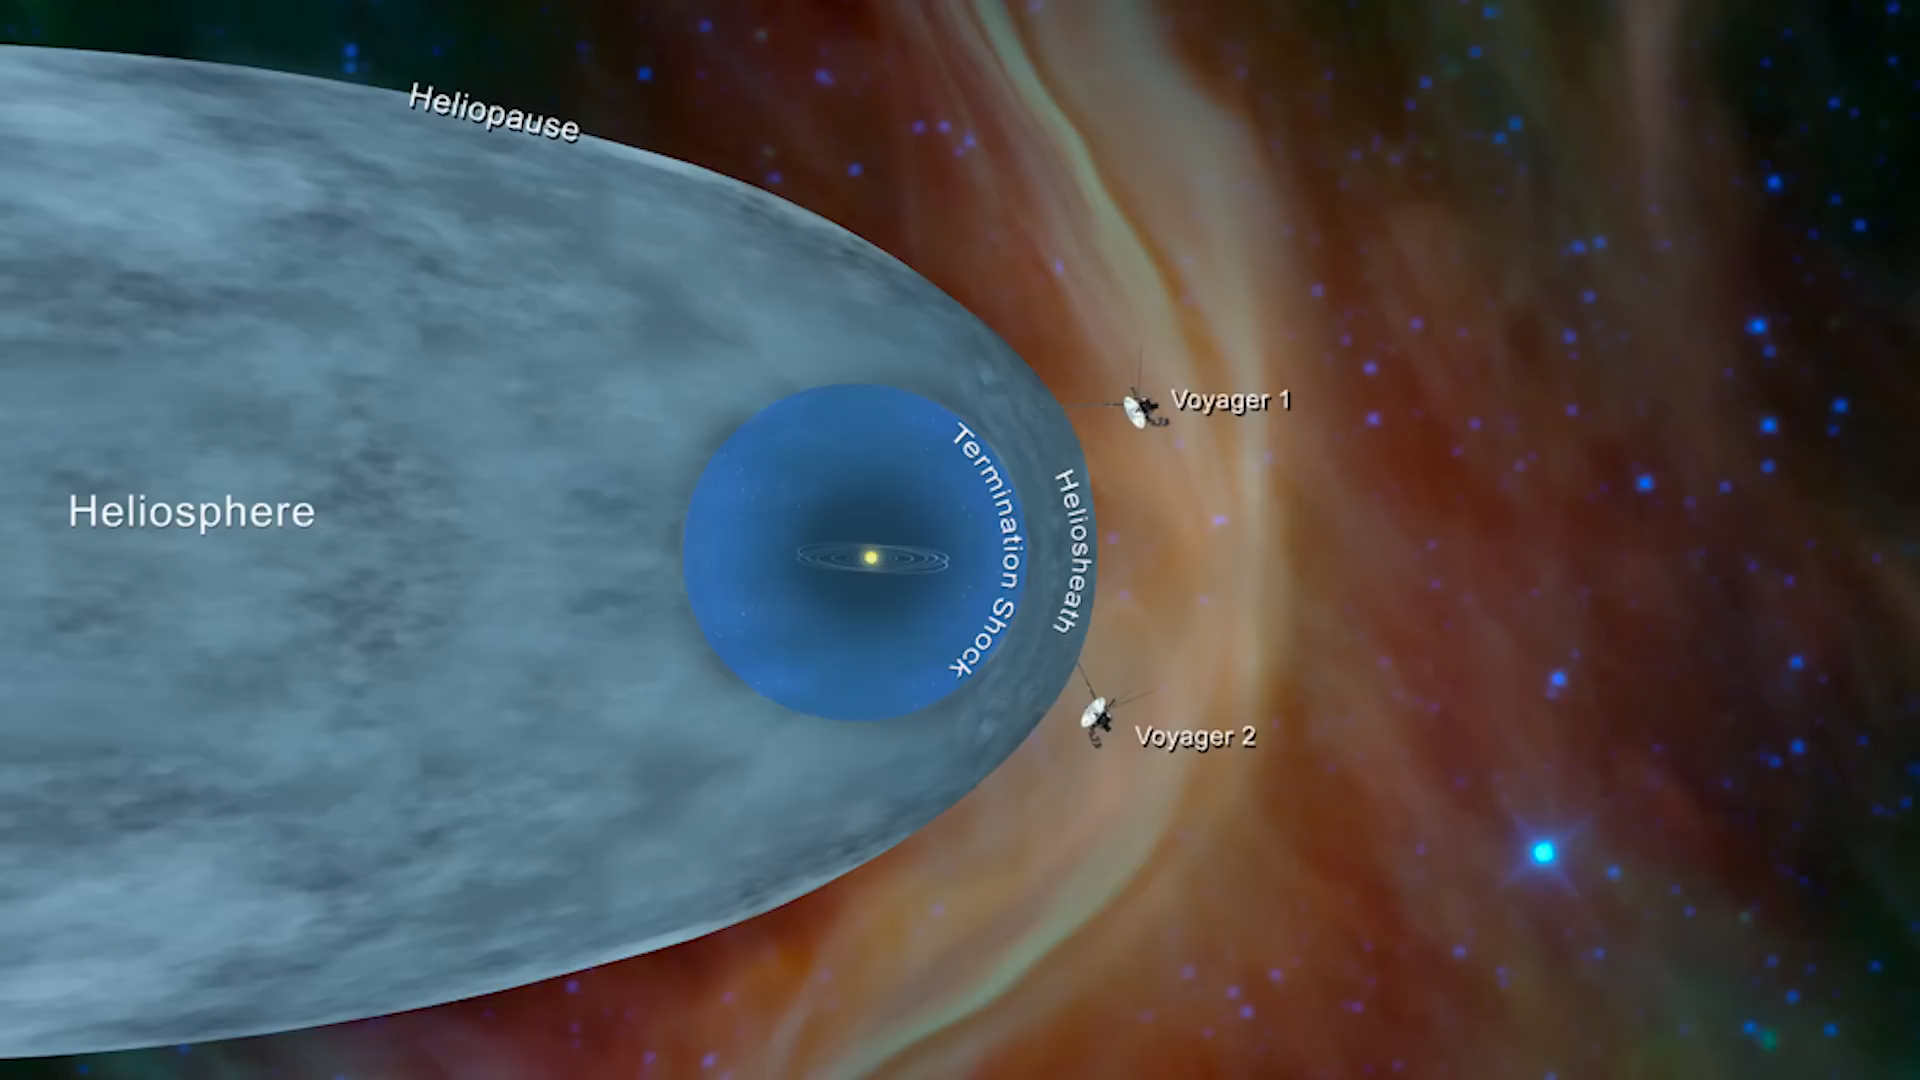 Heliopause
Voyager 1
Termination Shock
Heliosheath
Heliosphere
Voyager 2